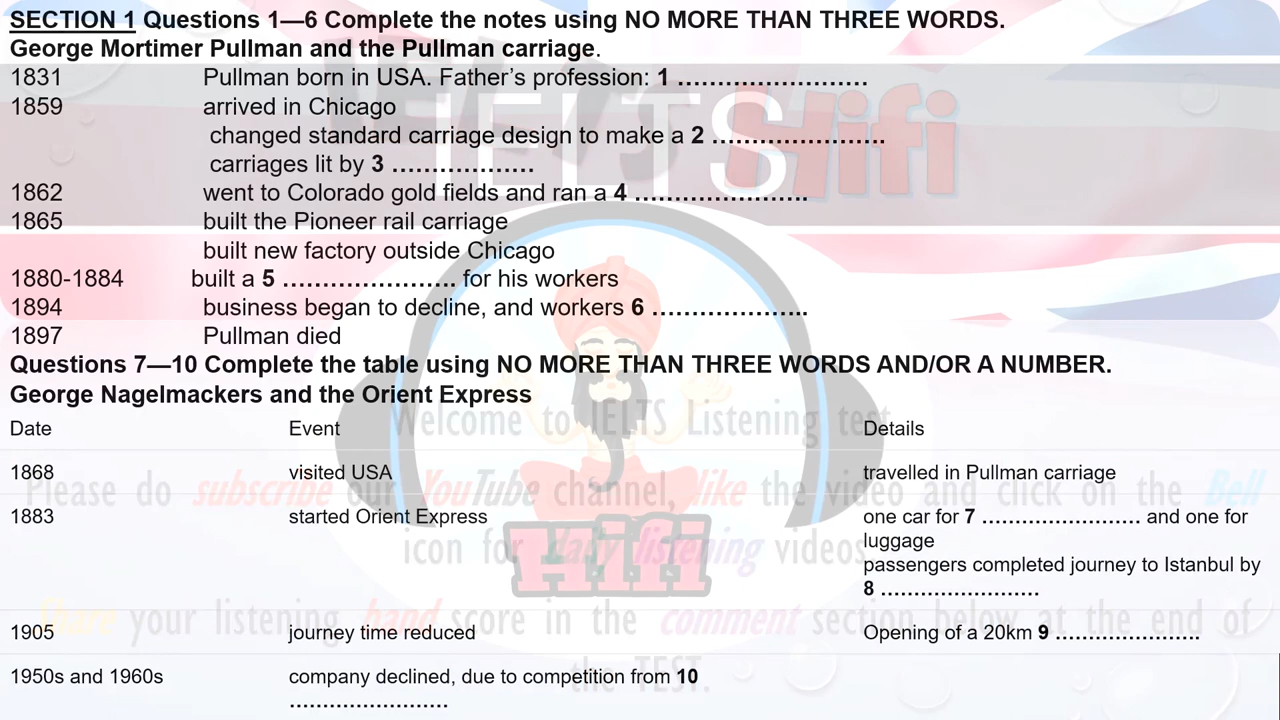 SECTION 1 Questions 1—6 Complete the notes using NO MORE THAN THREE WORDS.
George Mortimer Pullman and the Pullman carriage.
1831 Pullman born in USA. Father's profession: 1 ........................
1859 arrived in Chicago
changed standard carriage design to make a 2 ......................
carriages lit by 3 ..................
1862 went to Colorado gold fields and ran a 4 ......................
1865 built the Pioneer rail carriage
built new factory outside Chicago
1880-1884 built a 5 ...................... for his workers
1894 business began to decline, and workers 6 ....................
1897 Pullman died
Questions 7—10 Complete the table using NO MORE THAN THREE WORDS AND/OR A NUMBER.
George Nagelmackers and the Orient Express
Date Event Details
1868 visited USA travelled in Pullman carriage
1883 started Orient Express one car for 7 ........................ and one for
luggage
passengers completed journey to Istanbul by
8 ........................
1905 journey time reduced Opening of a 20km 9 ......................
1950s and 1960s company declined, due to competition from 10
........................
IELTS Hifi
Welcome to IELTS Listening test
Please do subscribe our YouTube channel, like the video and click on the Bell
icon for daily listening videos.
Hifi
Share your listening band score in the comment section below at the end of
the TEST.